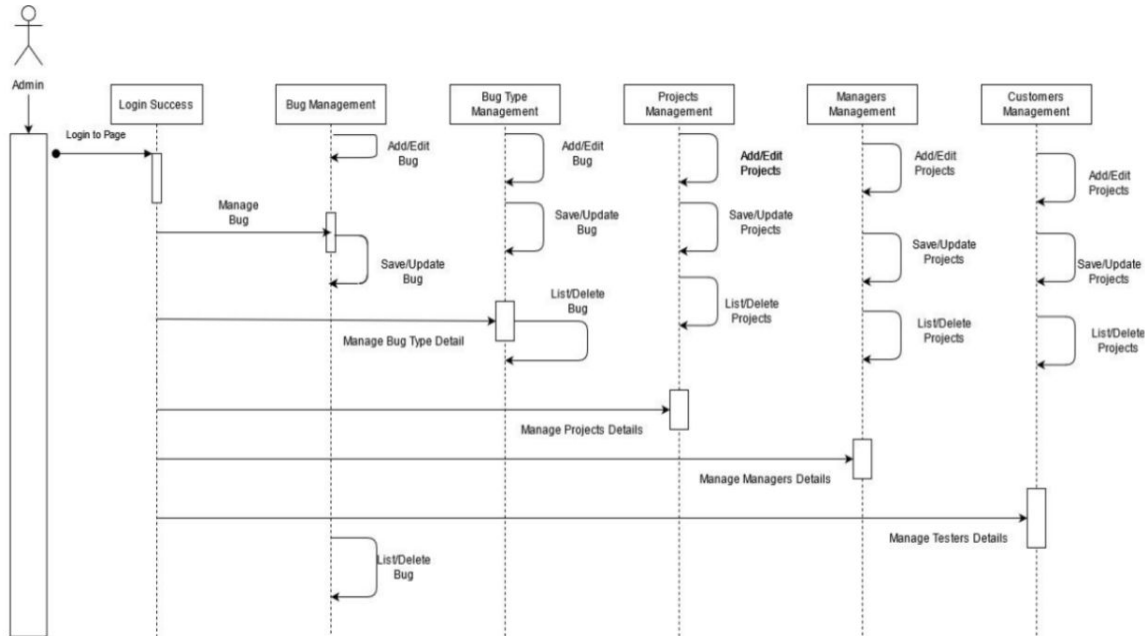 Admin
Login Success
Bug Management
Bug Type
Management
Projects
Management
Managers
Management
Customers
Management
Login to Page
Add/Edit
Bug
Add/Edit
Bug
Add/Edit
Projects
Add/Edit
Projects
Add/Edit
Projects
Manage
Bug
Save/Update
Bug
Save/Update
Bug
Save/Update
Projects
Save/Update
Projects
Save/Update
Projects
List/Delete
Bug
List/Delete
Projects
List/Delete
Projects
List/Delete
Projects
Manage Bug Type Detail
Manage Projects Details
Manage Managers Details
Manage Testers Details
List/Delete
Bug